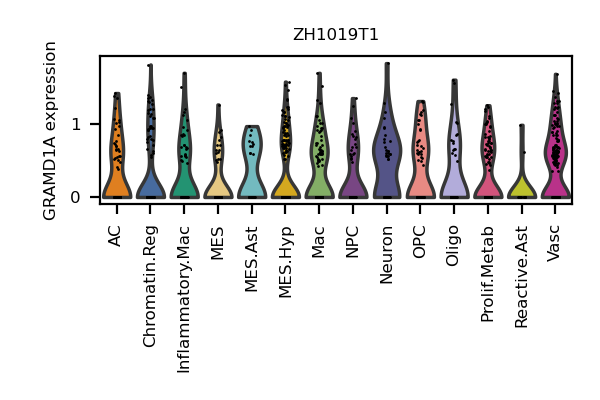 ZH1019T1
GRAMD1A expression
1
0
AC
Chromatin.Reg
Inflammatory.Mac
MES
MES.Ast
MES.Hyp
Mac
NPC
Neuron
OPC
Oligo
Prolif.Metab
Reactive.Ast
Vasc